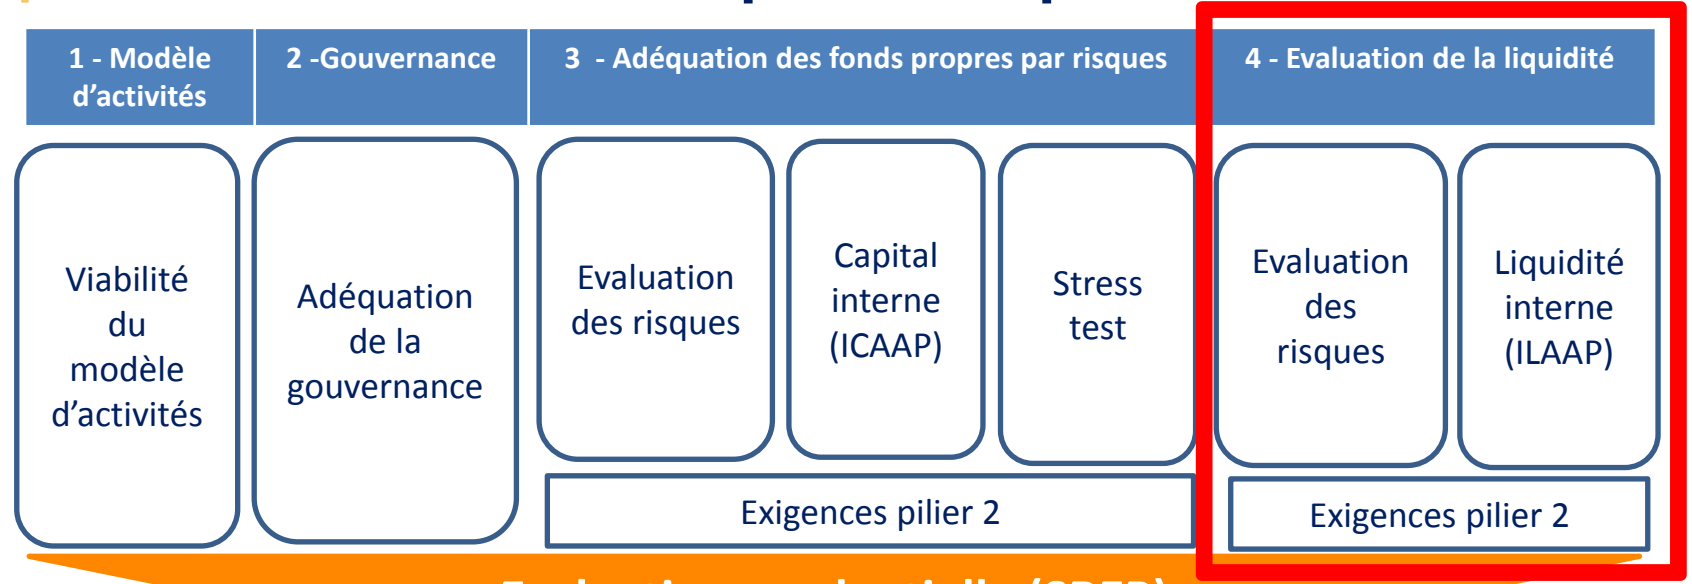 1 - Modèle
d'activités
2 -Gouvernance
3 - Adéquation des fonds propres par risques
4 - Evaluation de la liquidité
Viabilité
du
modèle
d'activités
Adéquation
de la
gouvernance
Evaluation
des risques
Capital
interne
(ICAAP)
Stress
test
Evaluation
des
risques
Liquidité
interne
(ILAAP)
Exigences pilier 2
Exigences pilier 2
(SREP)